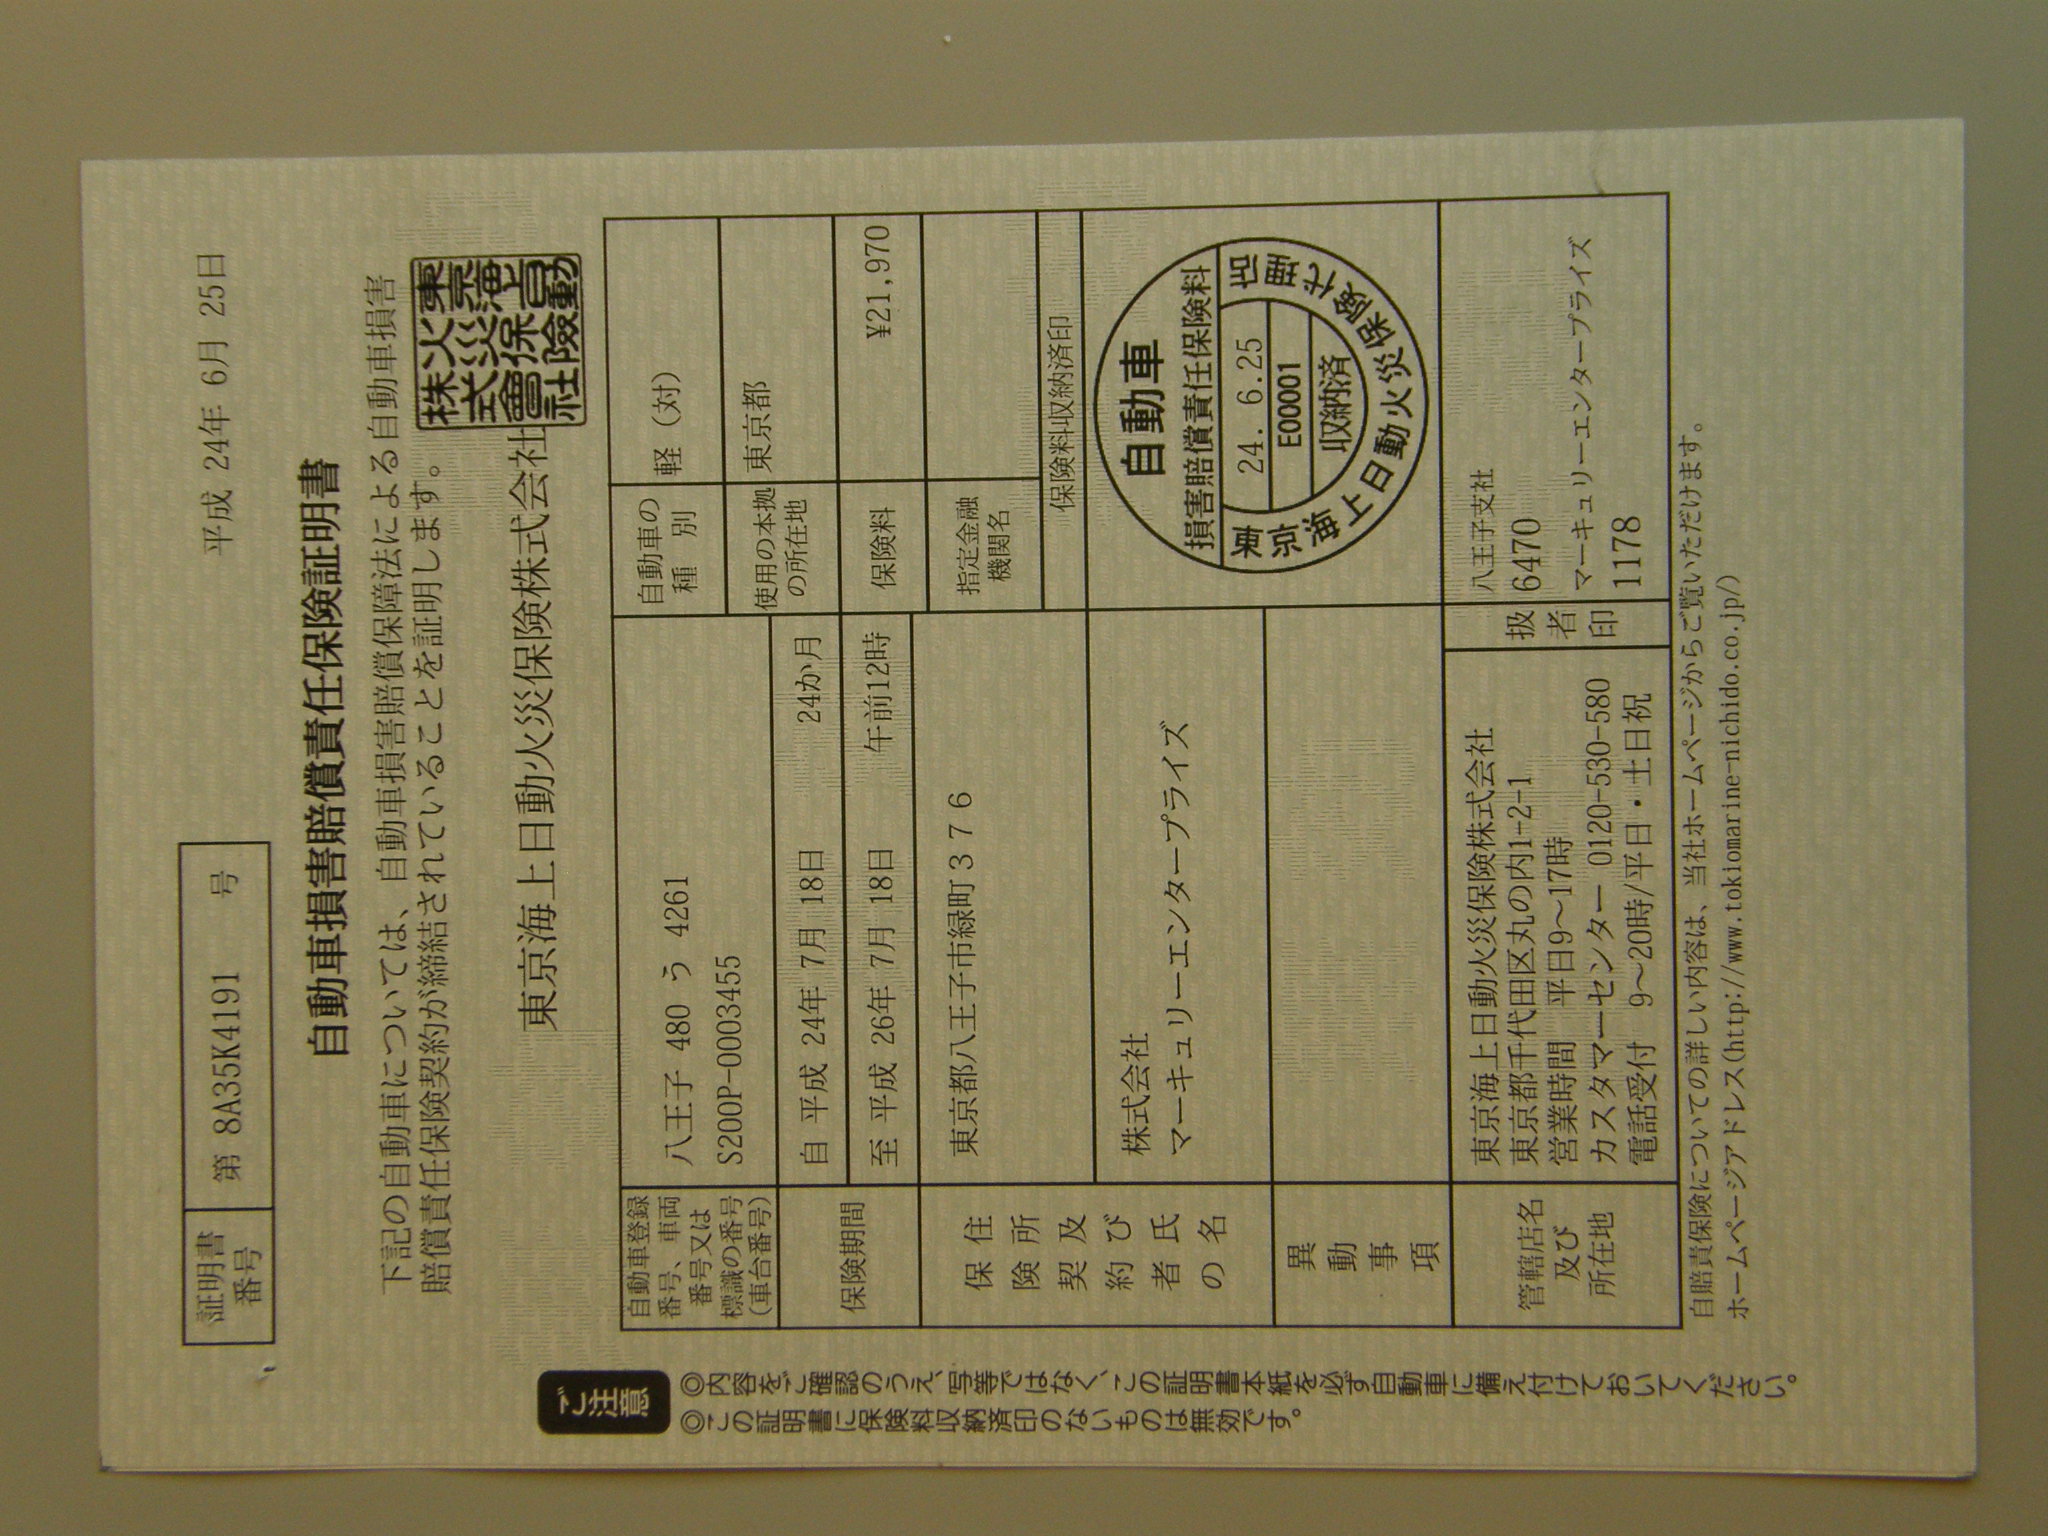 証明書番号 第 8A35K4191 号
平成 24年 6月 25日
自動車損害賠償責任保険証明書
下記の自動車については、自動車損害賠償保障法による自動車損害
賠償責任保険契約が締結されていることを証明します。
東京海上日動火災保険株式会社
東京海上日動火災保険株式会社
自動車登録
番号、車両
番号又は
標識の番号
(車台番号)
八王子 480 う 4261
S200P-0003455
自動車の
種 別
軽 (対)
使用の本拠
の所在地
東京都
保険期間
自 平成 24年 7月 18日 24か月
至 平成 26年 7月 18日 午前12時
保険料
¥21,970
指定金融
機関名
保険料収納済印
保険契約者の
住所及び氏名
東京都八王子市緑町376
株式会社
マーキュリーエンタープライズ
自動車
損害賠償責任保険料
24. 6.25
E00001
収納済
東京海上日動火災保険代理店
異動事項
管轄店名
及び
所在地
東京海上日動火災保険株式会社
東京都千代田区丸の内1-2-1
営業時間 平日9~17時
カスタマーセンター 0120-530-580
電話受付 9~20時/平日・土日祝
扱者印
八王子支社
6470
マーキュリーエンタープライズ
1178
自賠責保険についての詳しい内容は、当社ホームページからご覧いただけます。
ホームページアドレス(http://www.tokiomarine-nichido.co.jp/)
ご注意
◎内容をご確認のうえ、写等ではなく、この証明書本紙を必ず自動車に備え付けておいてください。
◎この証明書に保険料収納済印のないものは無効です。